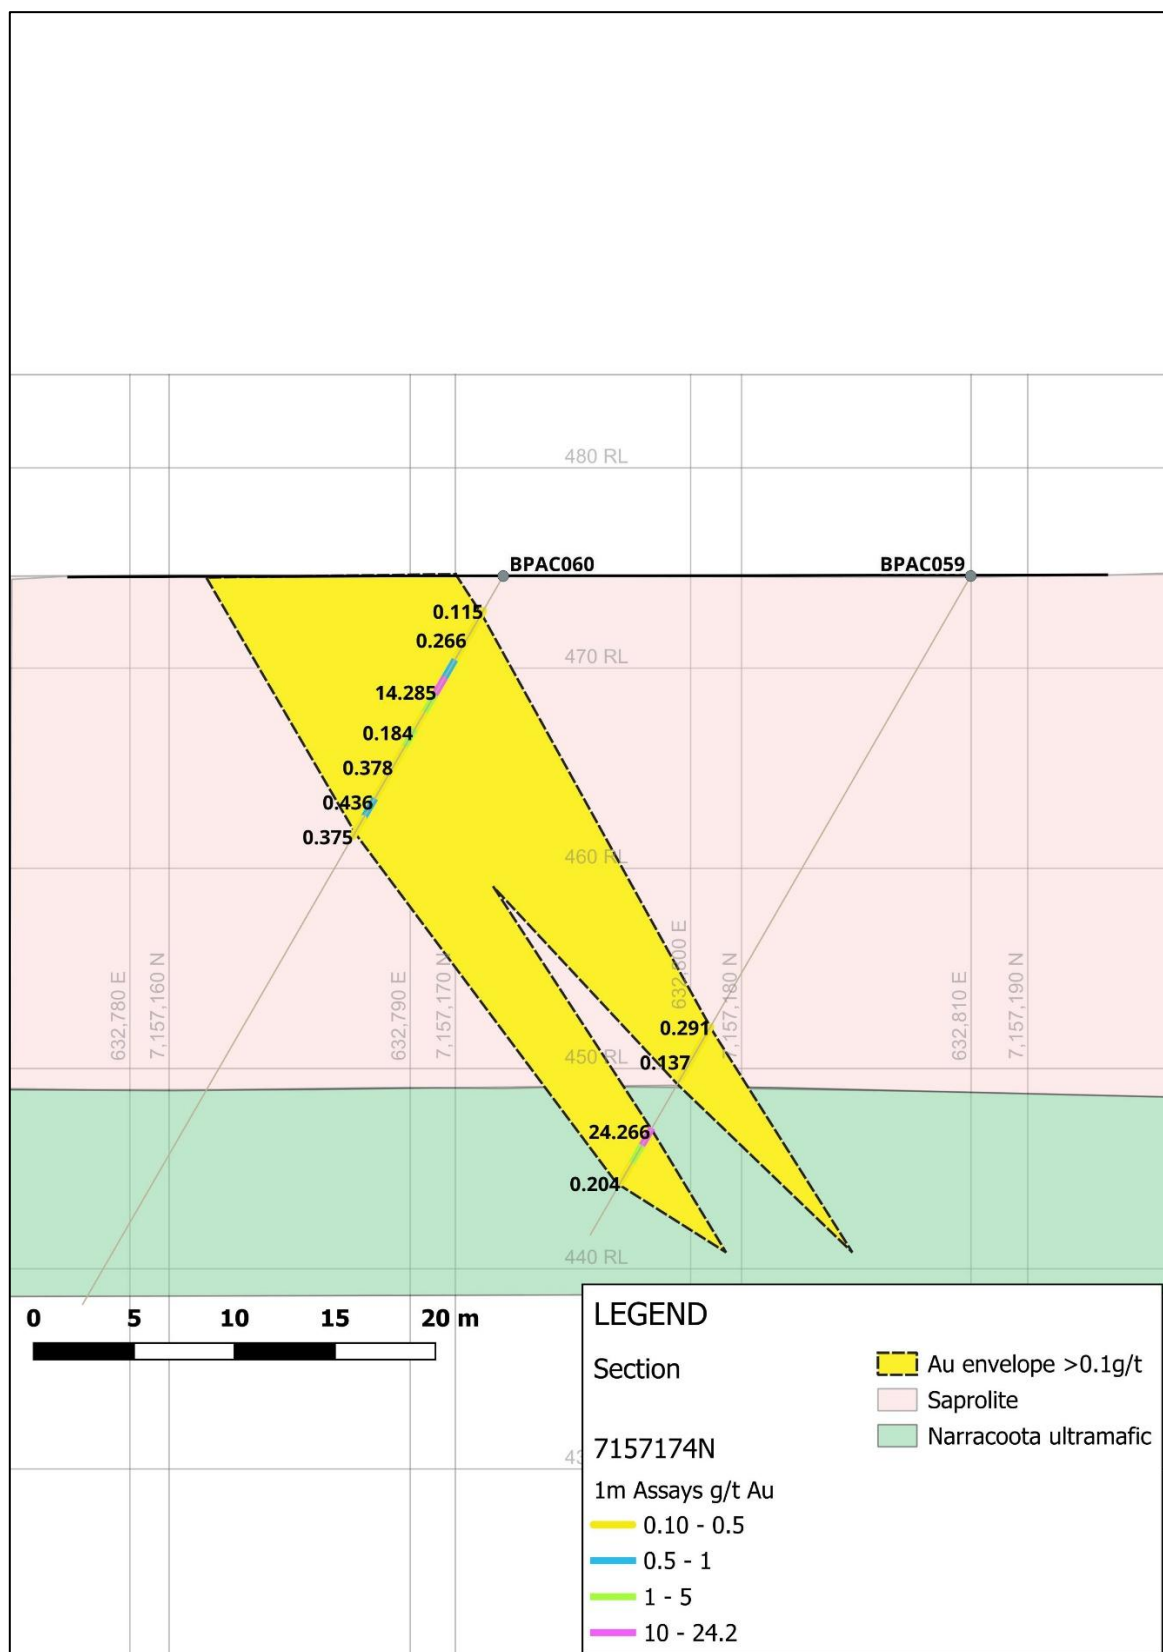 480 RL
BPAC060
BPAC059
0.115
0.266
470 RL
14.285
0.184
0.378
0.436
0.375
460 RL
632,780 E
7,157,160 N
632,790 E
7,157,170 N
632,800 E
7,157,180 N
632,810 E
7,157,190 N
0.291
450 RL
0.137
24.266
0.204
440 RL
0 5 10 15 20 m
LEGEND
Section
Au envelope >0.1g/t
Saprolite
Narracoota ultramafic
7157174N
1m Assays g/t Au
0.10 - 0.5
0.5 - 1
1 - 5
10 - 24.2